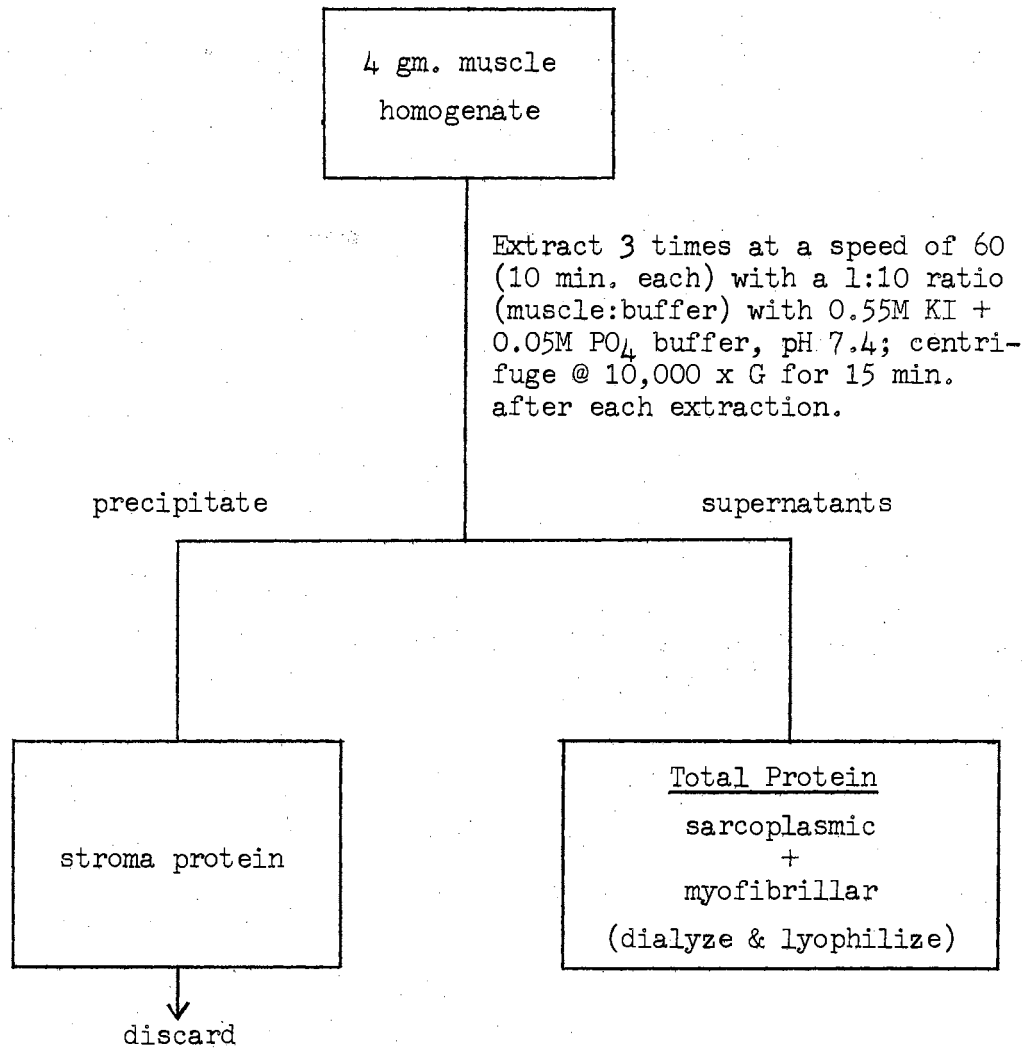 4 gm. muscle
homogenate
Extract 3 times at a speed of 60
(10 min. each) with a 1:10 ratio
(muscle:buffer) with 0.55M KI +
0.05M PO4 buffer, pH 7.4; centri-
fuge @ 10,000 x G for 15 min.
after each extraction.
precipitate
supernatants
stroma protein
Total Protein
sarcoplasmic
+
myofibrillar
(dialyze & lyophilize)
discard